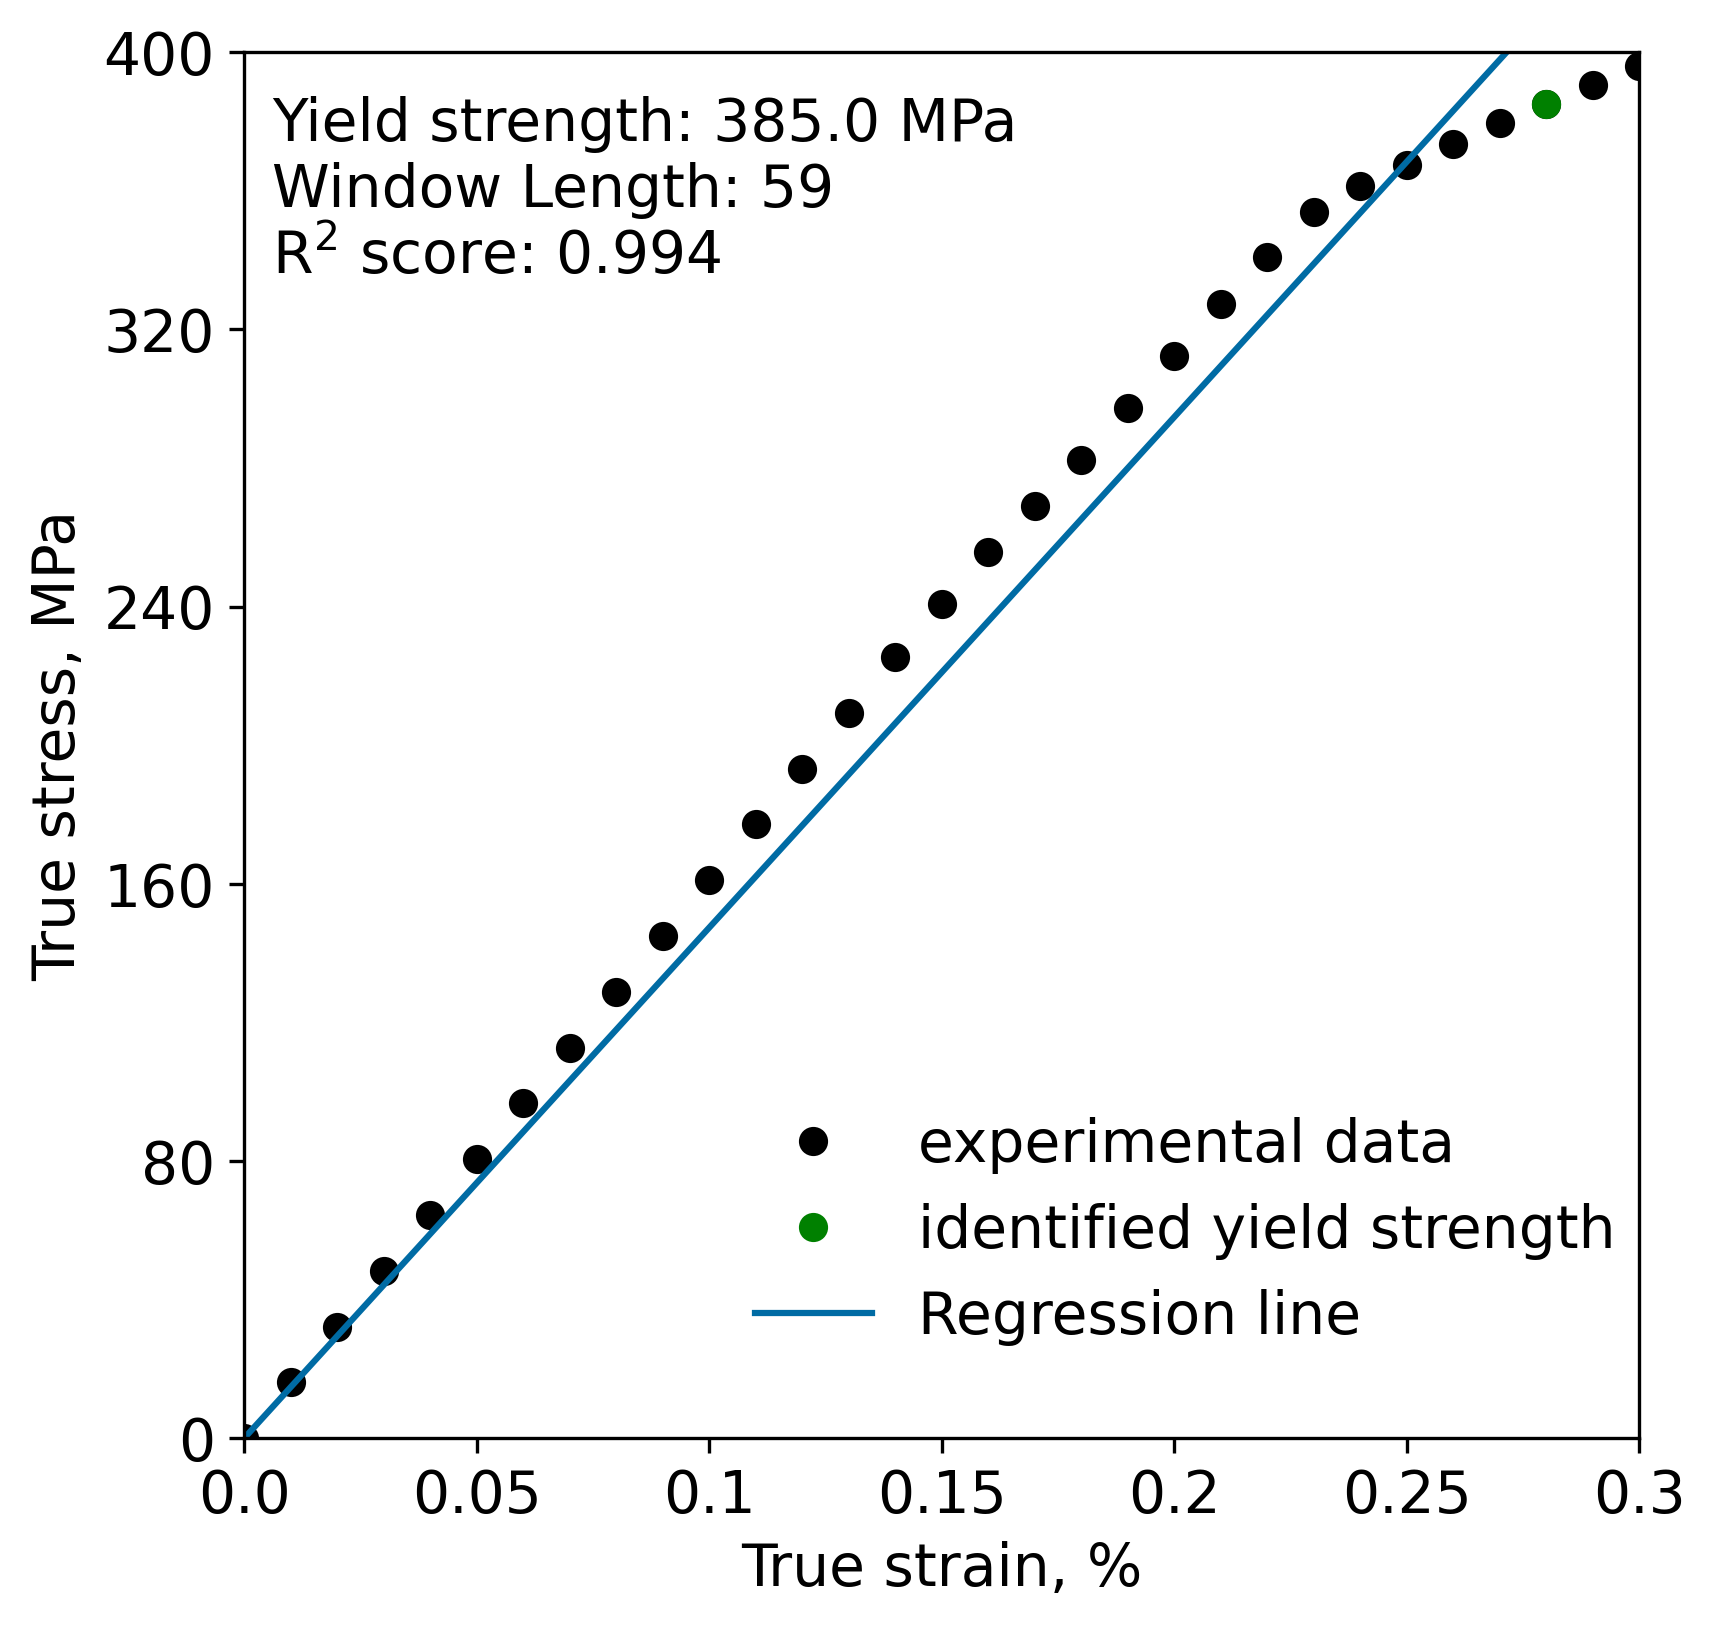 400
Yield strength: 385.0 MPa
Window Length: 59
R² score: 0.994
320
240
160
80
0
True stress, MPa
experimental data
identified yield strength
Regression line
0.0 0.05 0.1 0.15 0.2 0.25 0.3
True strain, %